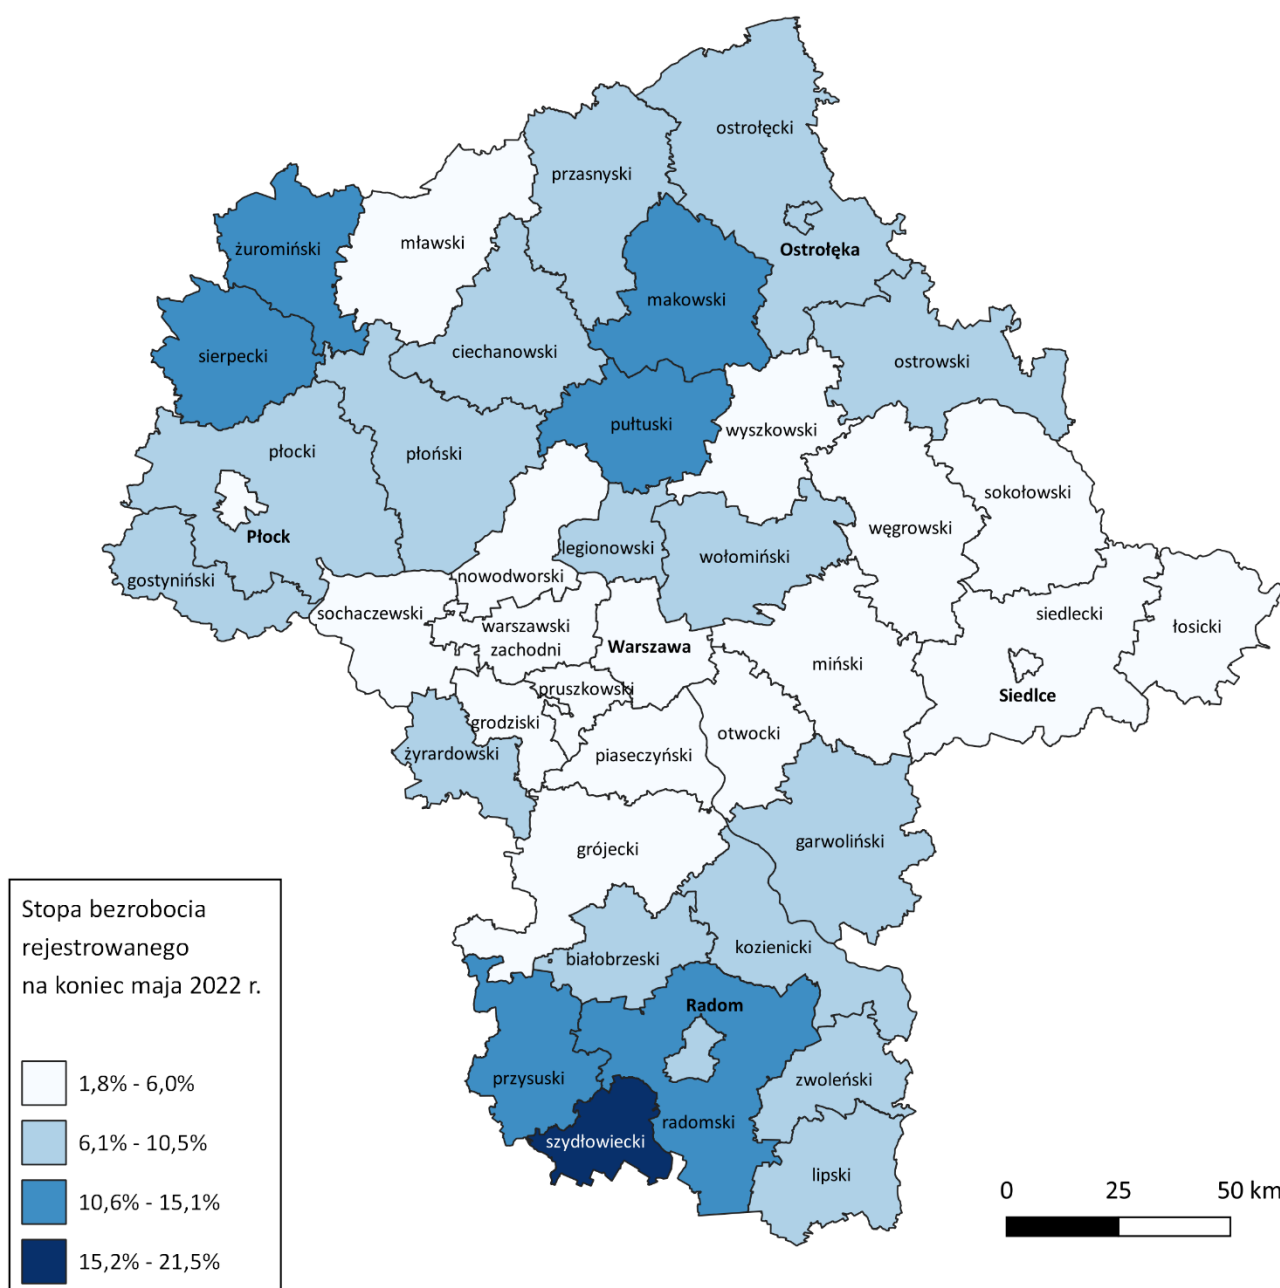 ostrołęcki
przasnyski
żuromiński
mławski
Ostrołęka
makowski
sierpecki
ciechanowski
ostrowski
pułtuski
wyszkowski
płocki
płoński
sokołowski
węgrowski
Płock
legionowski
wołomiński
gostyniński
nowodworski
sochaczewski
siedlecki
warszawski
zachodni
łosicki
Warszawa
miński
pruszkowski
Siedlce
grodziski
otwocki
żyrardowski
piaseczyński
garwoliński
grójecki
kozienicki
białobrzeski
Radom
przysuski
zwoleński
radomski
szydłowiecki
lipski
Stopa bezrobocia
rejestrowanego
na koniec maja 2022 r.
1,8% - 6,0%
6,1% - 10,5%
10,6% - 15,1%
15,2% - 21,5%
0 25 50 km